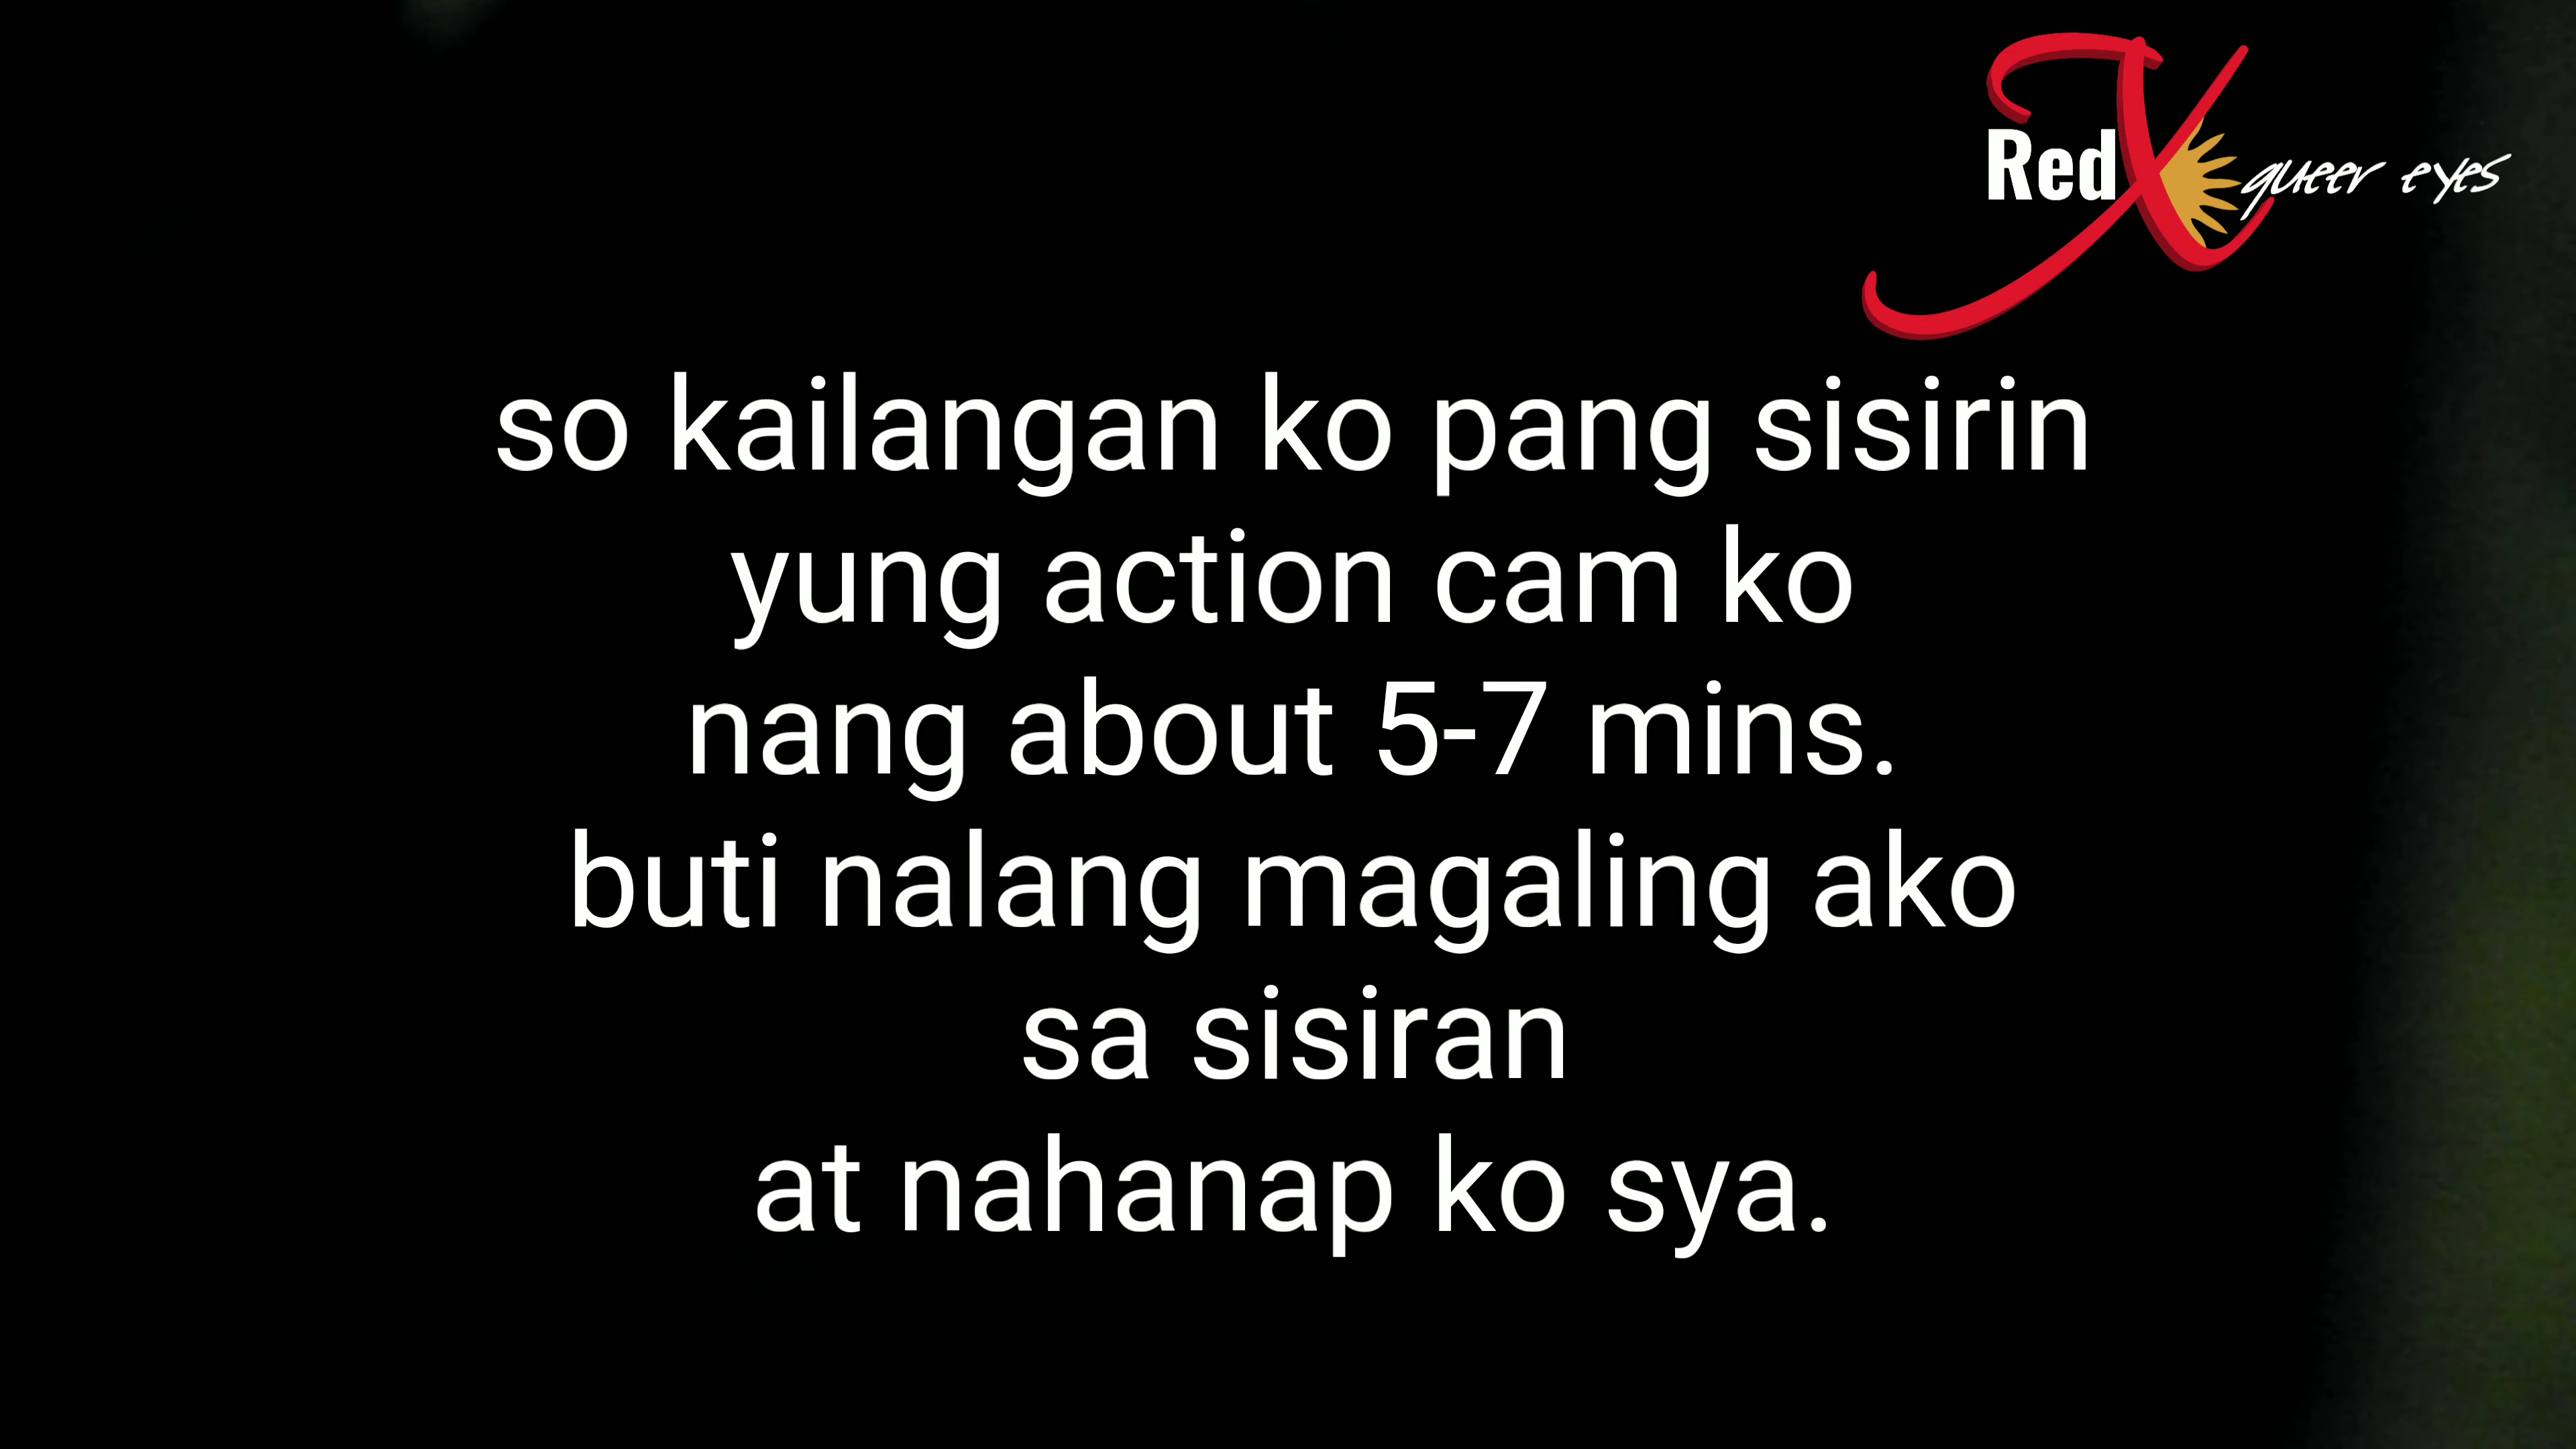 RedX queer eyes
so kailangan ko pang sisirin
yung action cam ko
nang about 5-7 mins.
buti nalang magaling ako
sa sisiran
at nahanap ko sya.